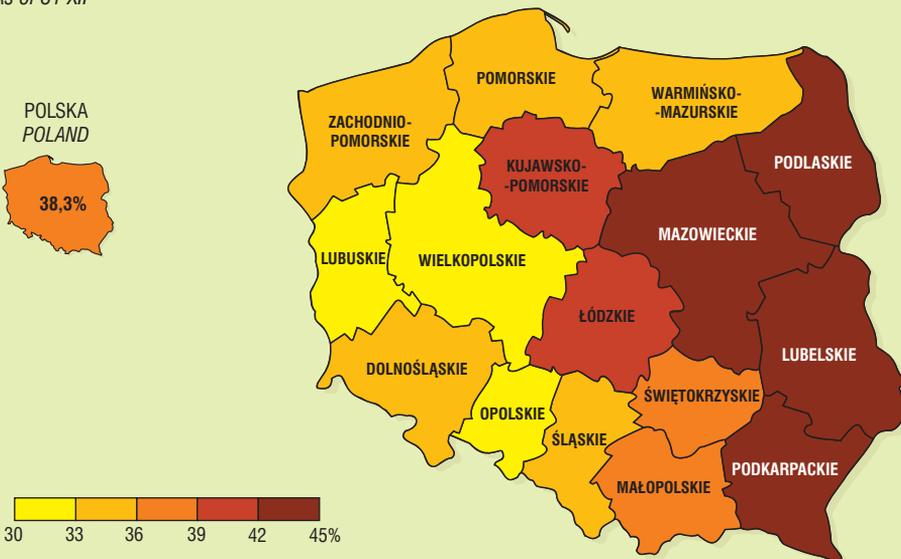 POLSKA
POLAND
38,3%
POMORSKIE
WARMIŃSKO-
-MAZURSKIE
ZACHODNIO-
POMORSKIE
PODLASKIE
KUJAWSKO-
-POMORSKIE
MAZOWIECKIE
LUBUSKIE
WIELKOPOLSKIE
ŁÓDZKIE
LUBELSKIE
DOLNOŚLĄSKIE
ŚWIĘTOKRZYSKIE
OPOLSKIE
ŚLĄSKIE
PODKARPACKIE
MAŁOPOLSKIE
30 33 36 39 42 45%